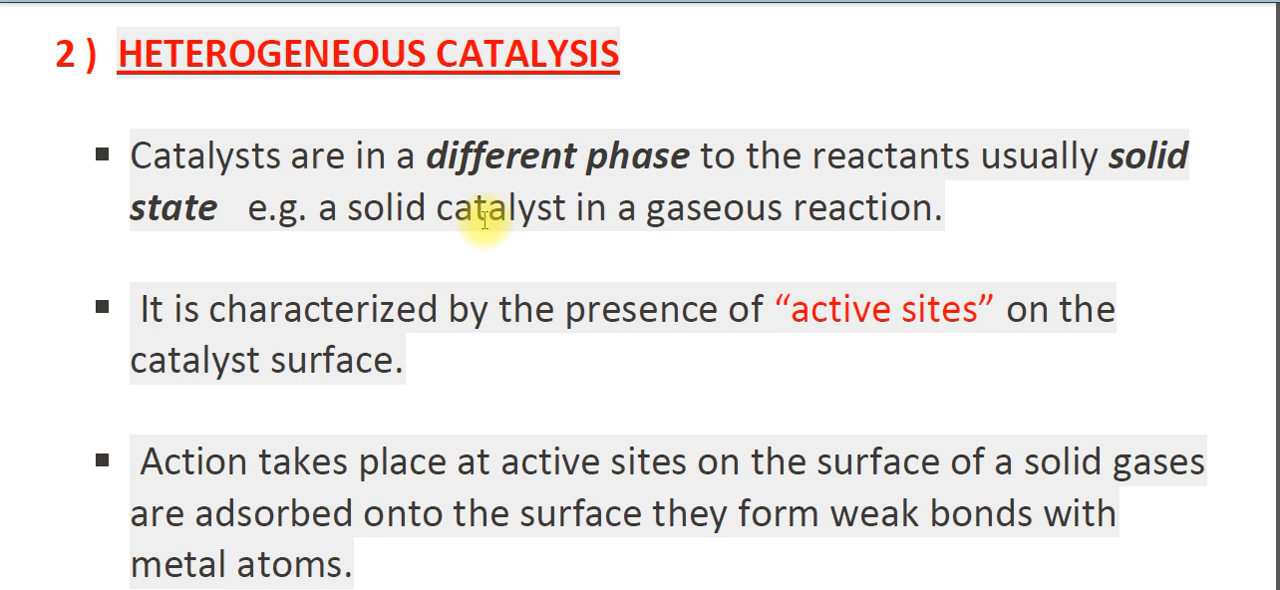 2 ) HETEROGENEOUS CATALYSIS
▪ Catalysts are in a different phase to the reactants usually solid
state e.g. a solid catalyst in a gaseous reaction.
▪ It is characterized by the presence of “active sites” on the
catalyst surface.
▪ Action takes place at active sites on the surface of a solid gases
are adsorbed onto the surface they form weak bonds with
metal atoms.